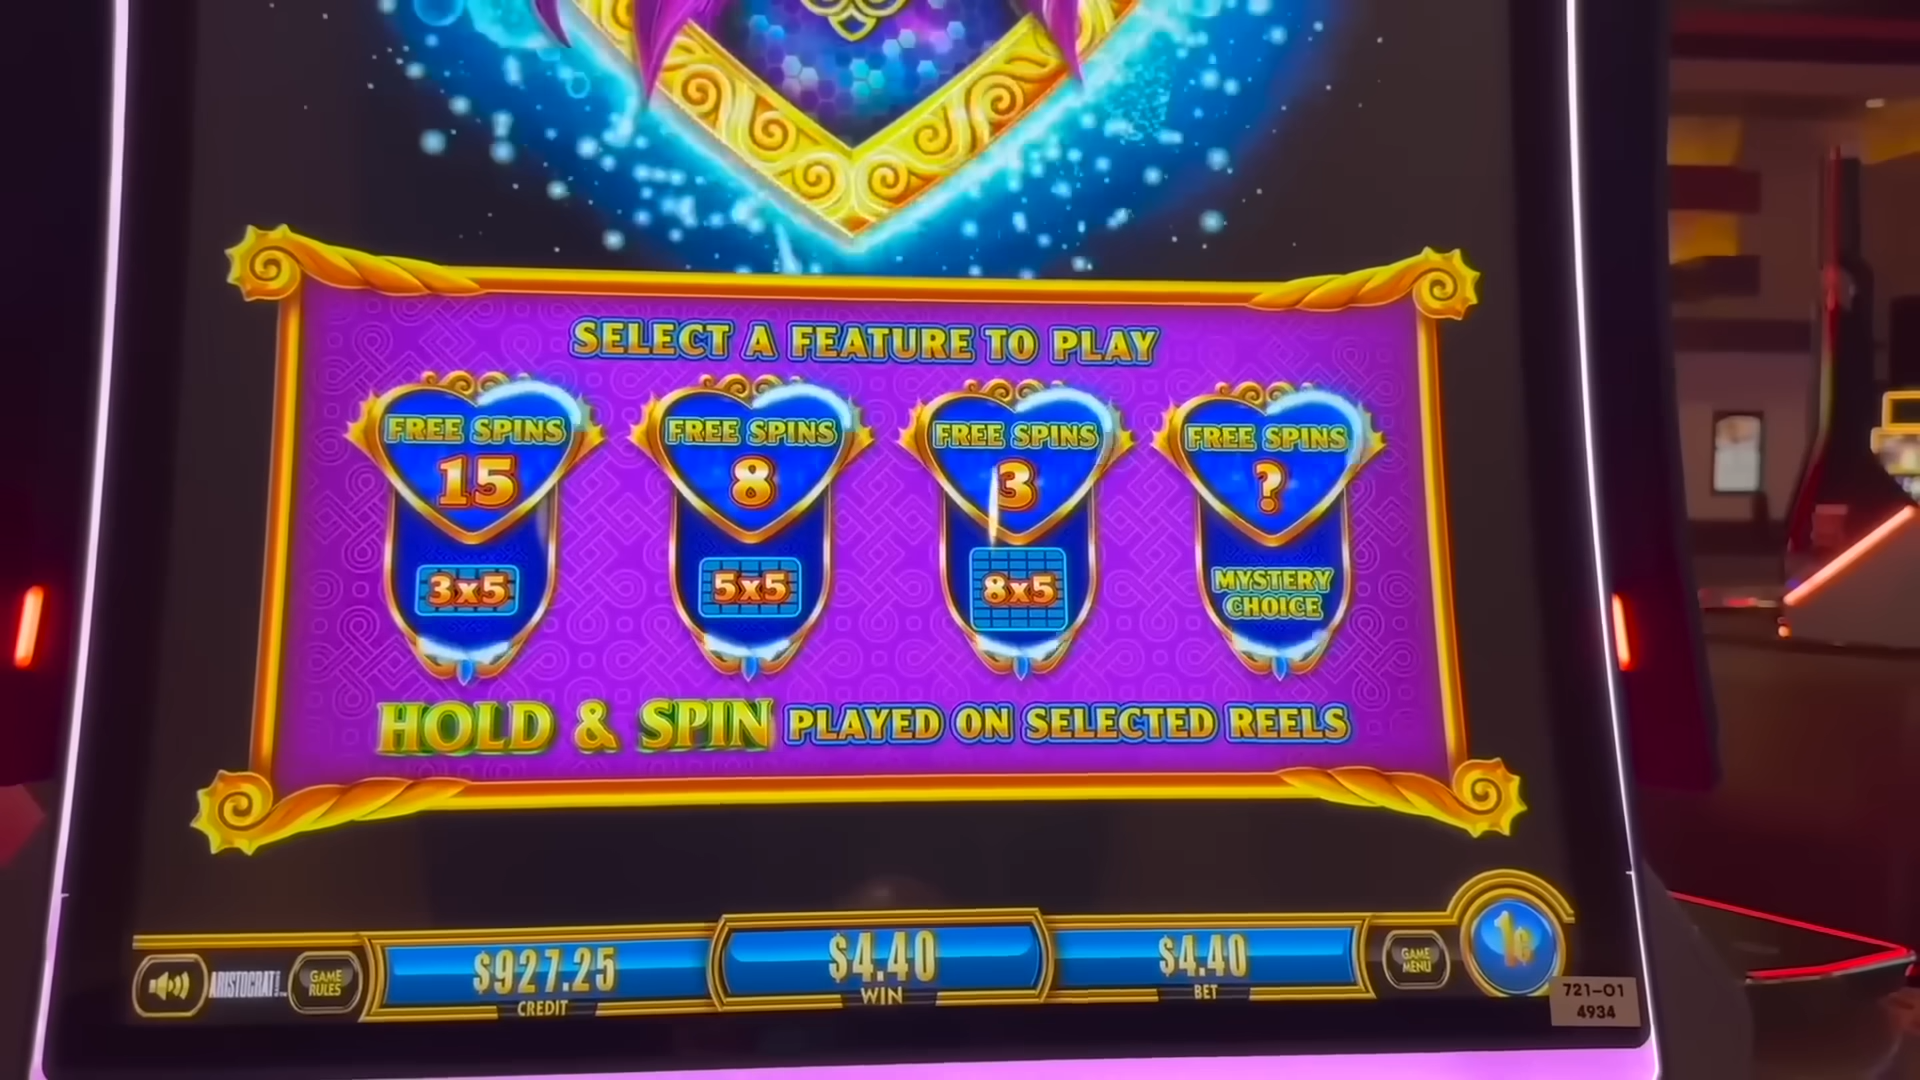 SELECT A FEATURE TO PLAY
FREE SPINS
15
3x5
FREE SPINS
8
5x5
FREE SPINS
3
8x5
FREE SPINS
?
MYSTERY
CHOICE
HOLD & SPIN PLAYED ON SELECTED REELS
ARISTOCRAT
GAME
RULES
$927.25
CREDIT
$4.40
WIN
$4.40
BET
GAME
MENU
1¢
721-01
4934